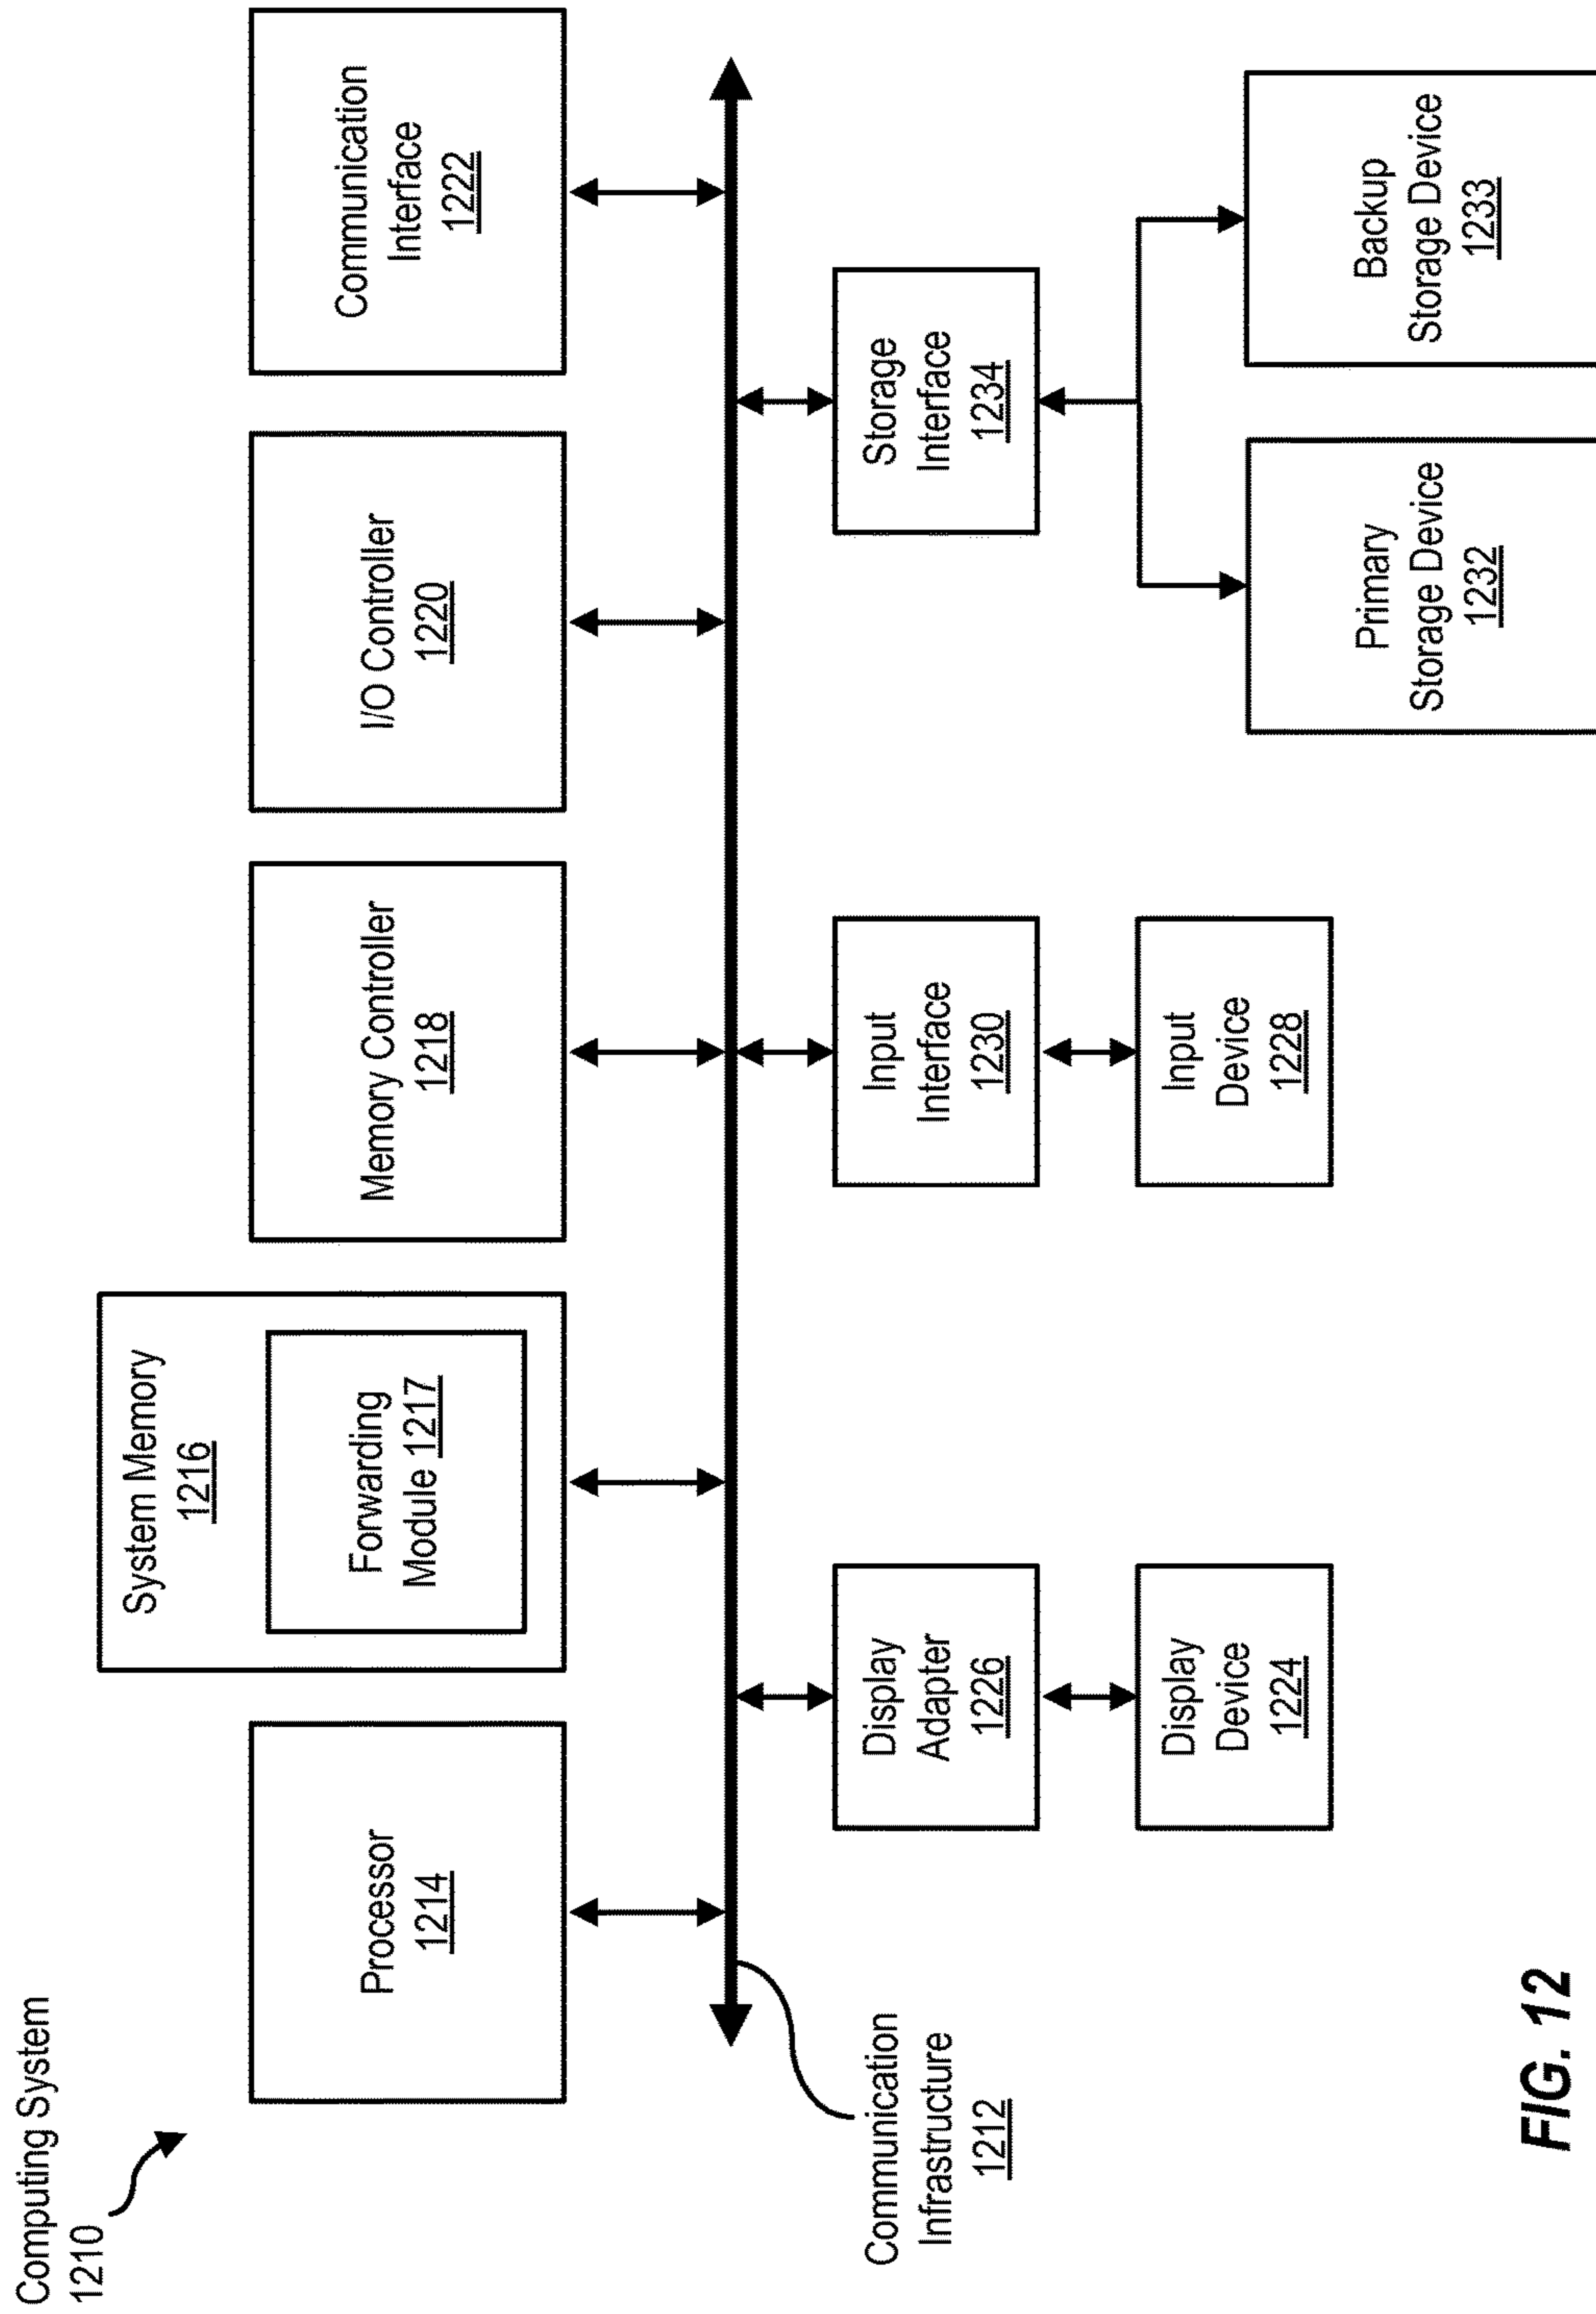 Computing System
1210
Processor
1214
System Memory
1216
Forwarding
Module 1217
Memory Controller
1218
I/O Controller
1220
Communication
Interface
1222
Communication
Infrastructure
1212
Display
Adapter
1226
Input
Interface
1230
Storage
Interface
1234
Display
Device
1224
Input
Device
1228
Primary
Storage Device
1232
Backup
Storage Device
1233
FIG. 12